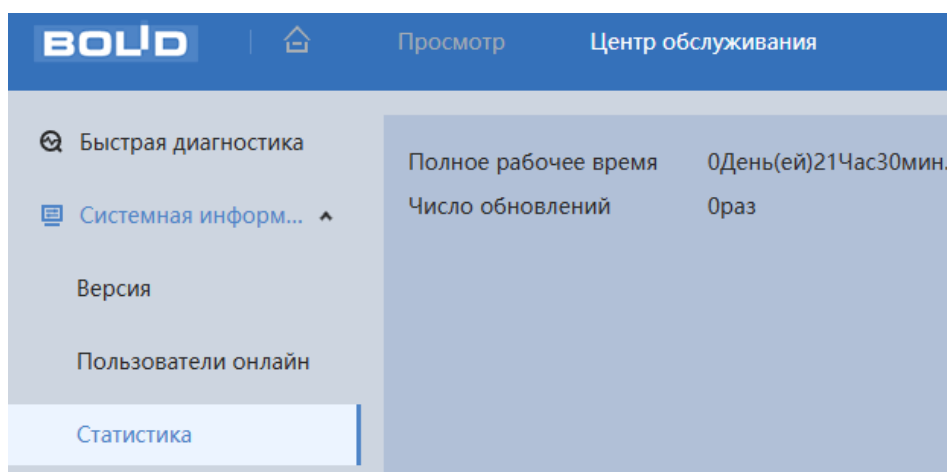 BOLID Просмотр Центр обслуживания
Быстрая диагностика
Системная информ...
Версия
Пользователи онлайн
Статистика
Полное рабочее время 0День(ей)21Час30мин.
Число обновлений 0раз